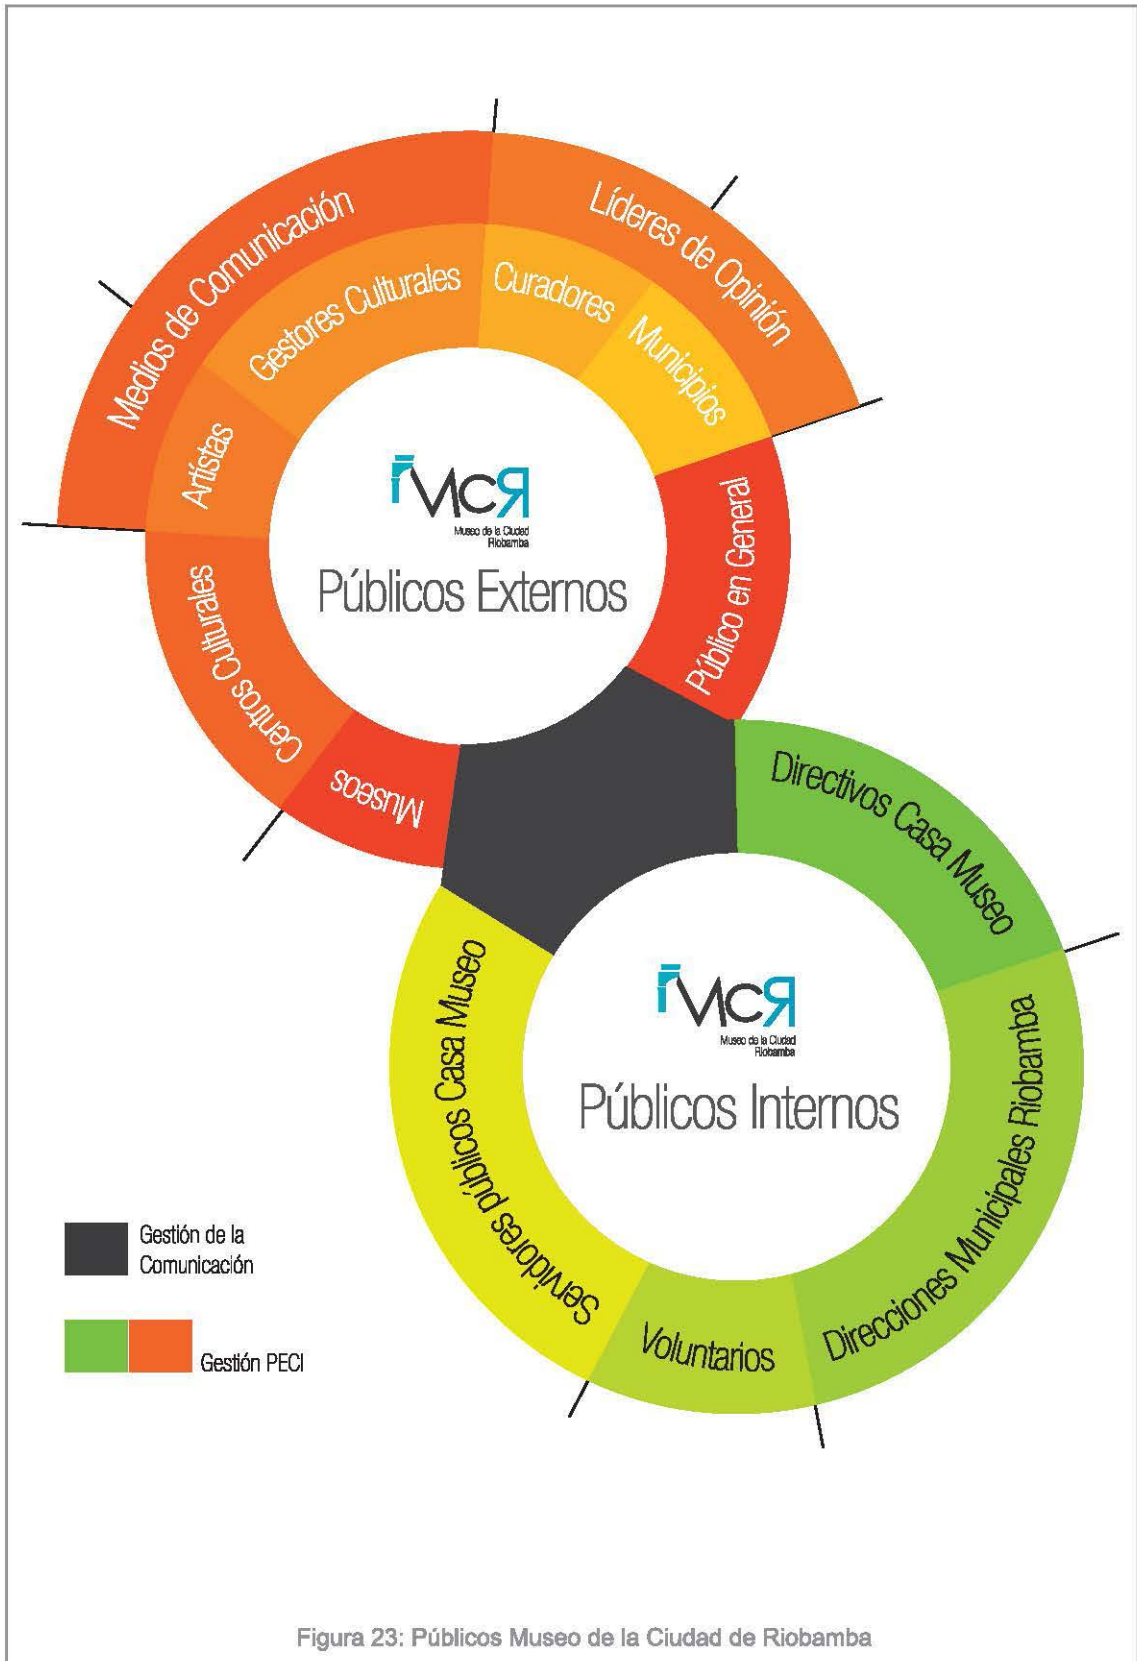 Medios de Comunicación
Líderes de Opinión
Gestores Culturales
Curadores
Municipios
Artístas
Público en General
Centros Culturales
Museos
MCR
Museo de la Ciudad
Riobamba
Públicos Externos
Directivos Casa Museo
Direcciones Municipales Riobamba
Voluntarios
Servidores públicos Casa Museo
MCR
Museo de la Ciudad
Riobamba
Públicos Internos
Gestión de la
Comunicación
Gestión PECI
Figura 23: Públicos Museo de la Ciudad de Riobamba